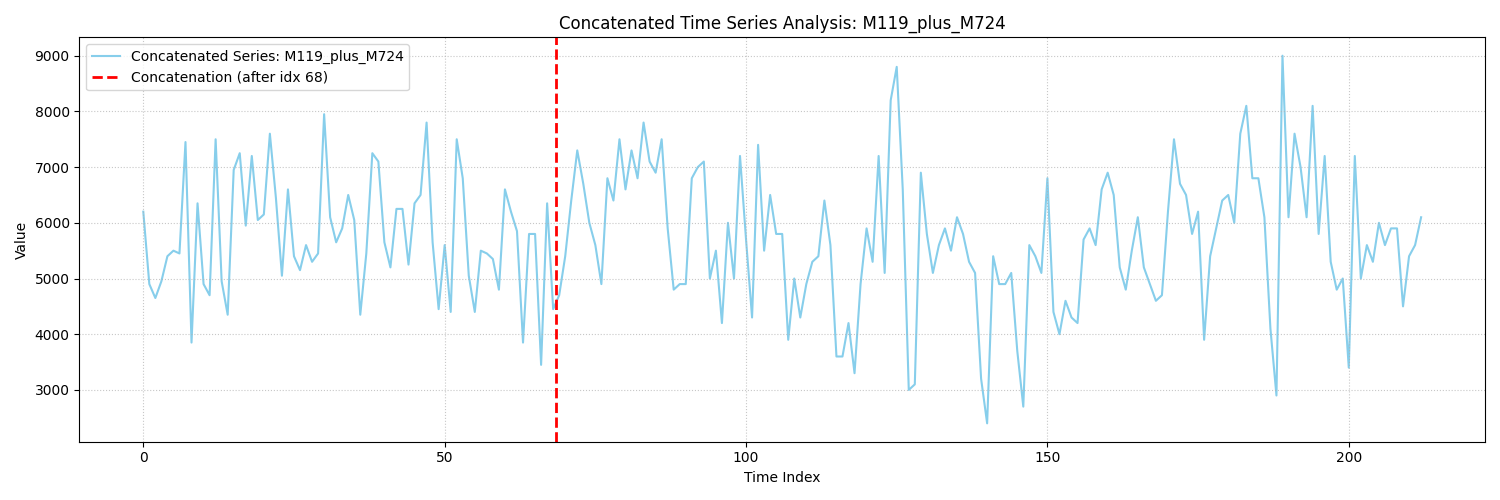 Concatenated Time Series Analysis: M119_plus_M724
Concatenated Series: M119_plus_M724
Concatenation (after idx 68)
9000
8000
7000
6000
5000
4000
3000
Value
0 50 100 150 200
Time Index